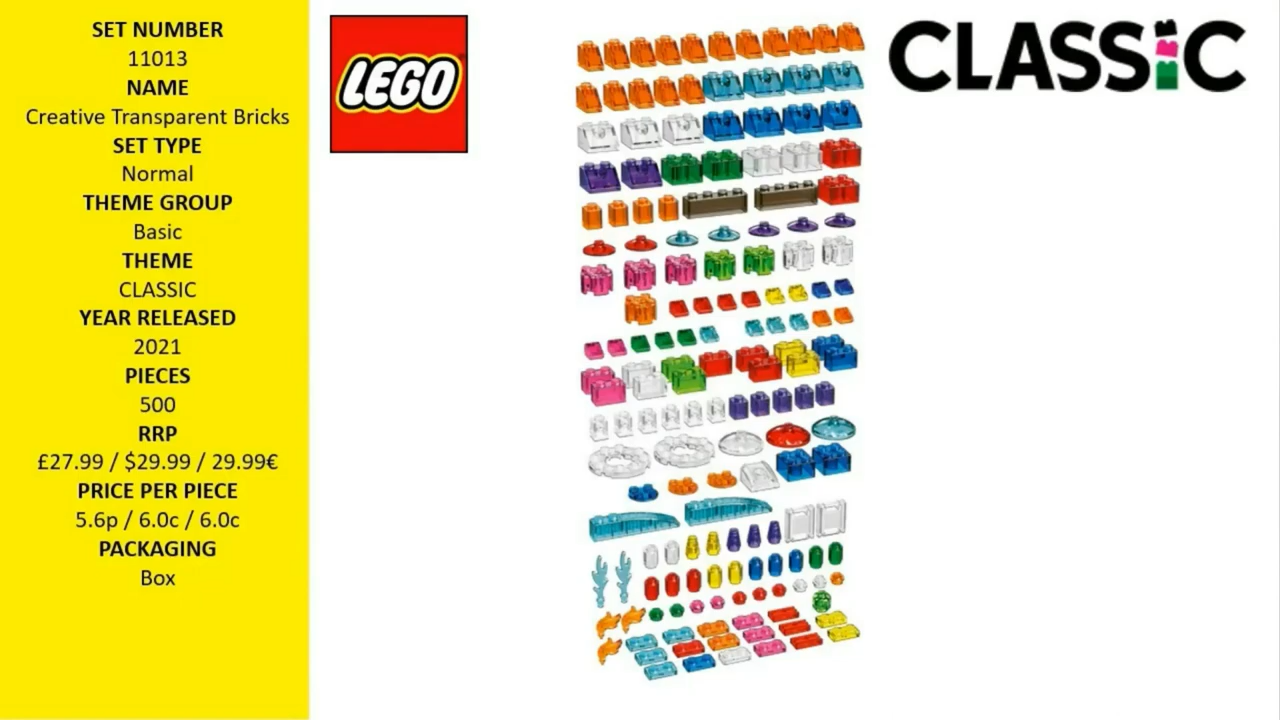 SET NUMBER
11013
NAME
Creative Transparent Bricks
SET TYPE
Normal
THEME GROUP
Basic
THEME
CLASSIC
YEAR RELEASED
2021
PIECES
500
RRP
£27.99 / $29.99 / 29.99€
PRICE PER PIECE
5.6p / 6.0c / 6.0c
PACKAGING
Box
LEGO
CLASSiC